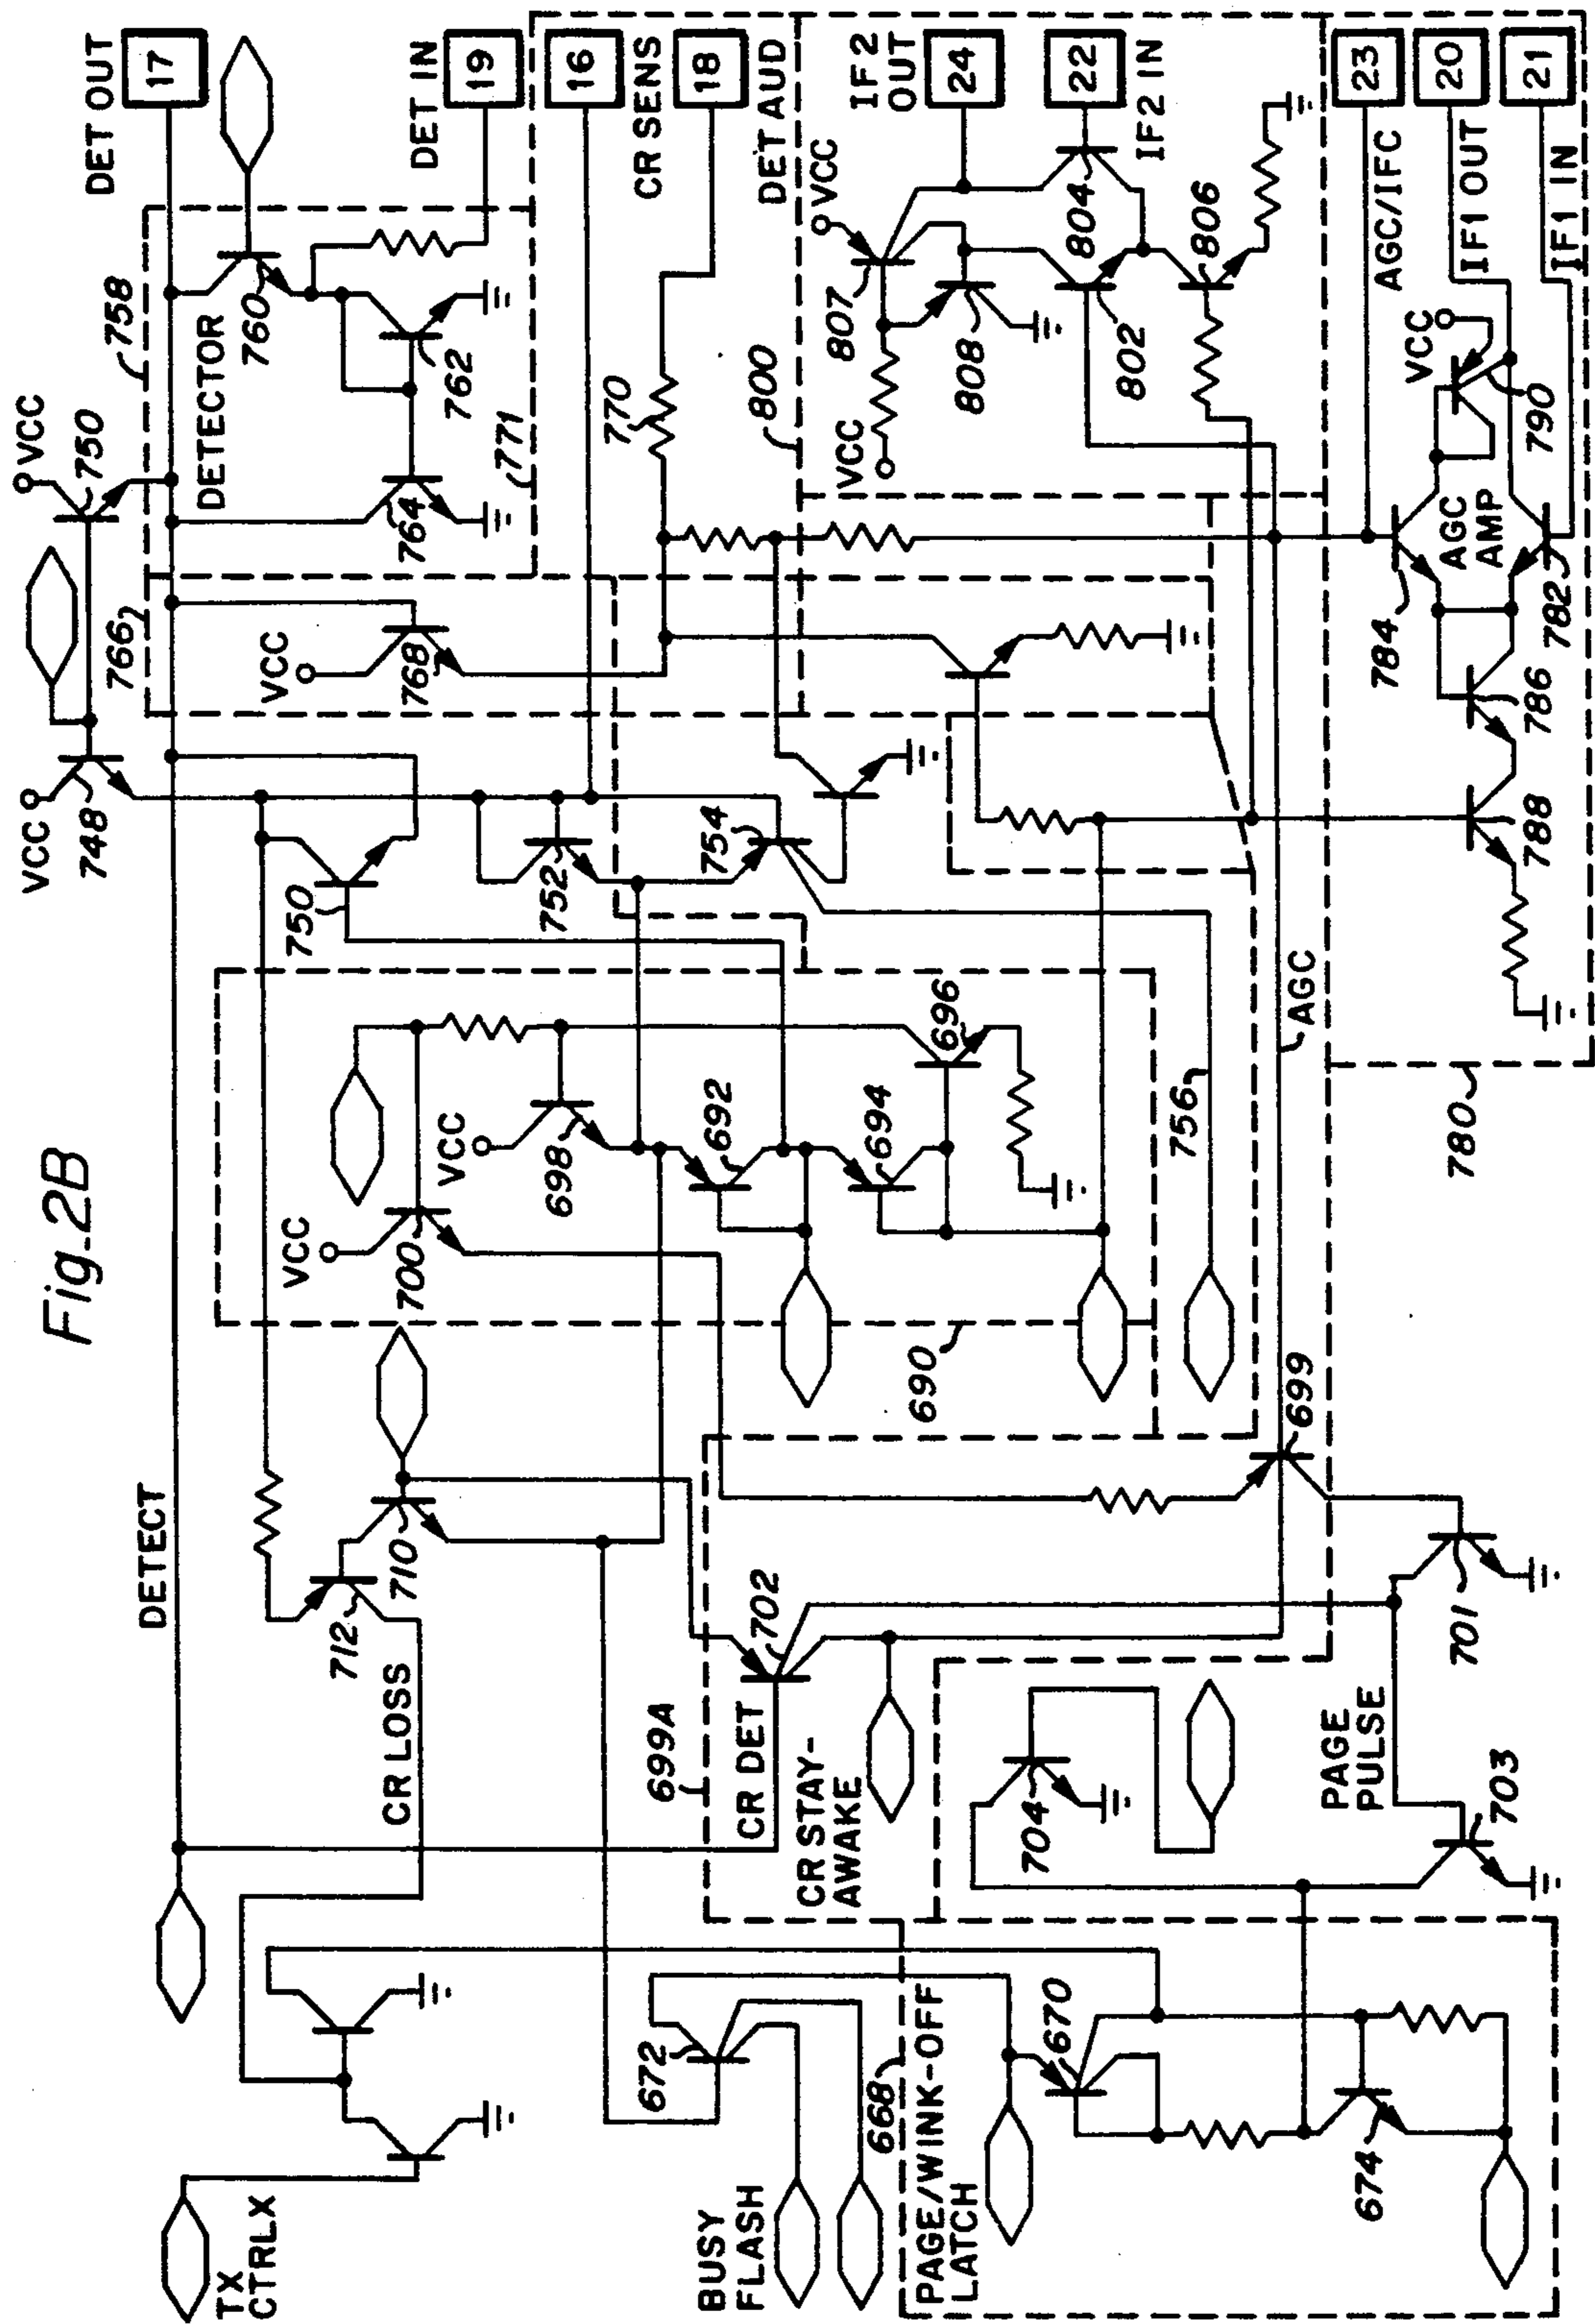 Fig. 2B
VCC
748
VCC
750
766
758
DET OUT
17
DETECT
DETECTOR
760
762
764
771
DET IN
19
16
CR SENS
18
DET AUD
VCC
768
770
750
752
754
TX
CTRLX
CR LOSS
712
710
VCC
700
VCC
698
692
694
696
690
756
699A
CR DET
702
CR STAY-
AWAKE
699
AGC
BUSY
FLASH
672
668
PAGE/WINK-OFF
LATCH
670
674
704
PAGE
PULSE
703
701
800
VCC
807
VCC
808
802
804
806
IF2
OUT
24
22
IF2 IN
AGC/IFC
23
IF1 OUT
20
IF1 IN
21
VCC
790
AGC
AMP
784
782
786
788
780